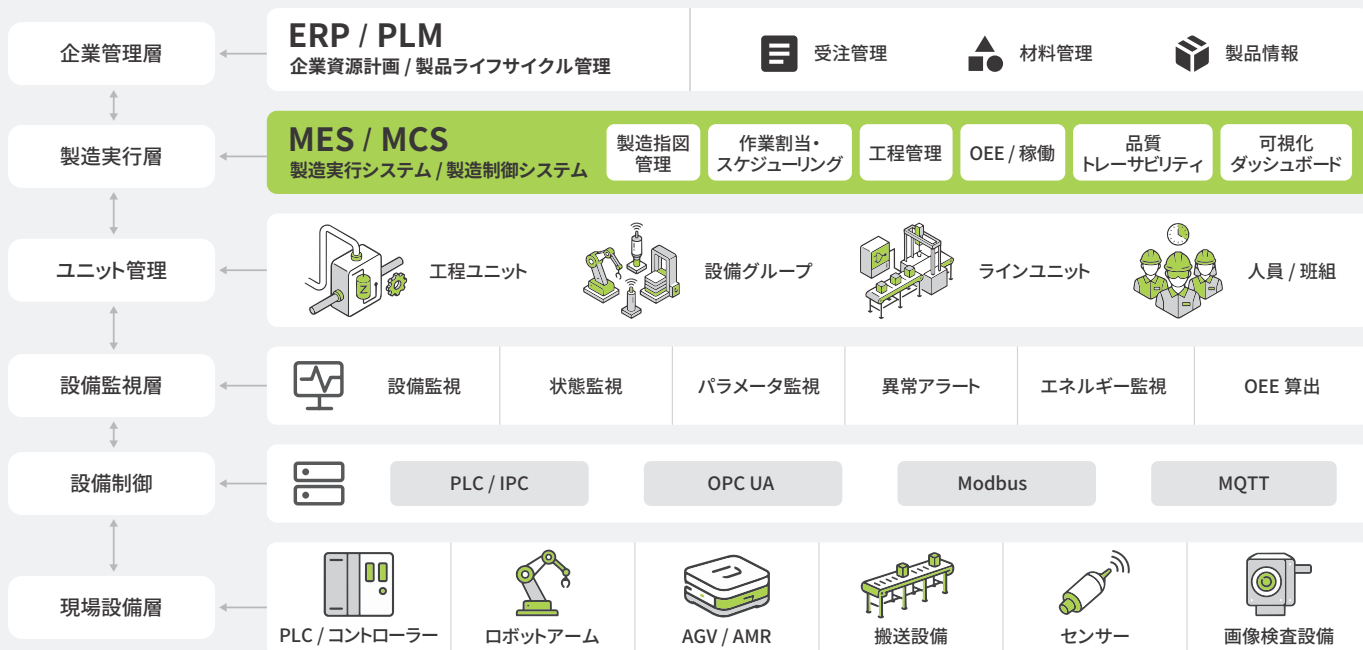 企業管理層
ERP / PLM
企業資源計画 / 製品ライフサイクル管理
受注管理
材料管理
製品情報
製造実行層
MES / MCS
製造実行システム / 製造制御システム
製造指図
管理
作業割当・
スケジューリング
工程管理
OEE / 稼働
品質
トレーサビリティ
可視化
ダッシュボード
ユニット管理
Z
工程ユニット
設備グループ
ラインユニット
人員 / 班組
設備監視層
設備監視
状態監視
パラメータ監視
異常アラート
エネルギー監視
OEE 算出
設備制御
PLC / IPC
OPC UA
Modbus
MQTT
現場設備層
PLC / コントローラー
ロボットアーム
AGV / AMR
搬送設備
センサー
画像検査設備